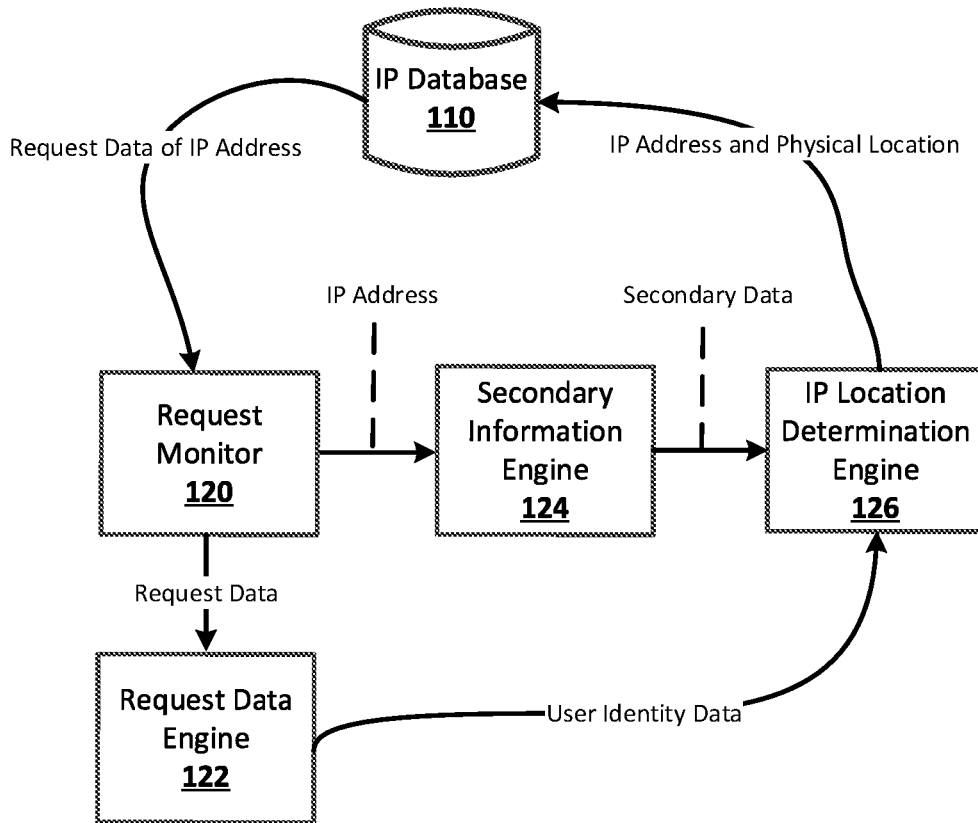 IP Database
110
Request Data of IP Address
IP Address and Physical Location
IP Address
Secondary Data
Request
Monitor
120
Secondary
Information
Engine
124
IP Location
Determination
Engine
126
Request Data
Request Data
Engine
122
User Identity Data